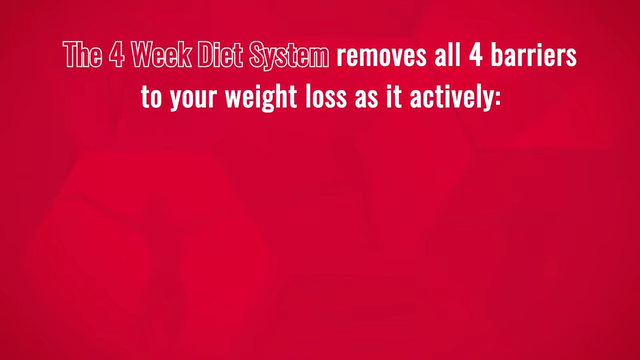 The 4 Week Diet System removes all 4 barriers
to your weight loss as it actively: